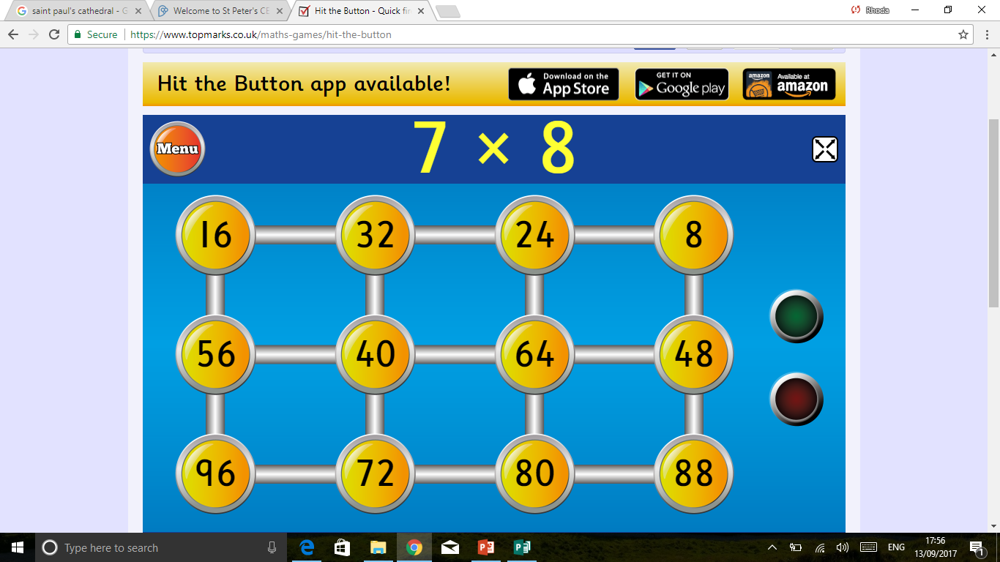 saint paul's cathedral - G
Welcome to St Peter's CE
Hit the Button - Quick fir
Rhoda
Secure
https://www.topmarks.co.uk/maths-games/hit-the-button
Hit the Button app available!
Download on the
App Store
GET IT ON
Google play
amazon
Available at
amazon
Menu
7 × 8
16 32 24 8
56 40 64 48
96 72 80 88
Type here to search
ENG
17:56
13/09/2017
1